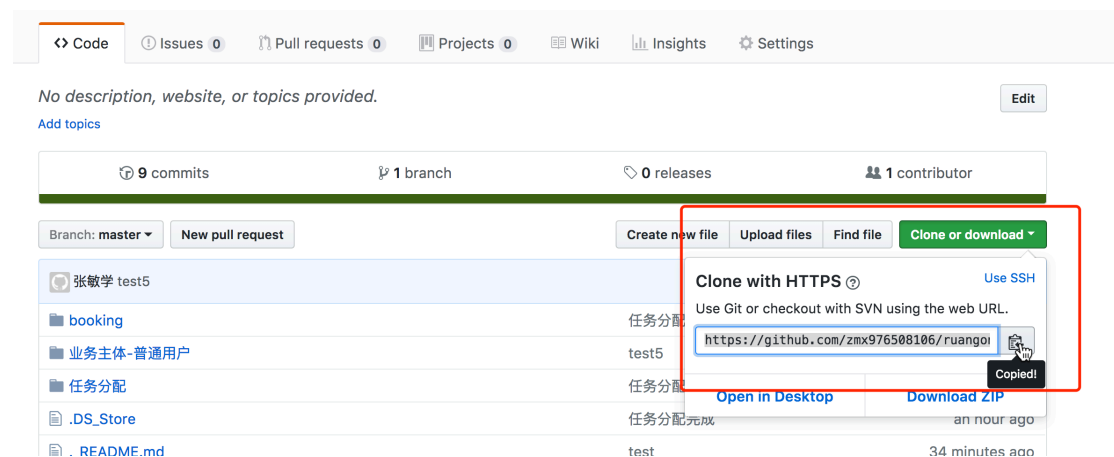 Code Issues 0 Pull requests 0 Projects 0 Wiki Insights Settings
No description, website, or topics provided.
Edit
Add topics
9 commits 1 branch 0 releases 1 contributor
Branch: master New pull request Create new file Upload files Find file Clone or download
张敏学 test5
Clone with HTTPS
Use SSH
Use Git or checkout with SVN using the web URL.
booking 任务分配
https://github.com/zmx976508106/ruangon
业务主体-普通用户 test5
Copied!
任务分配 任务分配
Open in Desktop Download ZIP
.DS_Store 任务分配完成 an hour ago
._README.md test 34 minutes ago